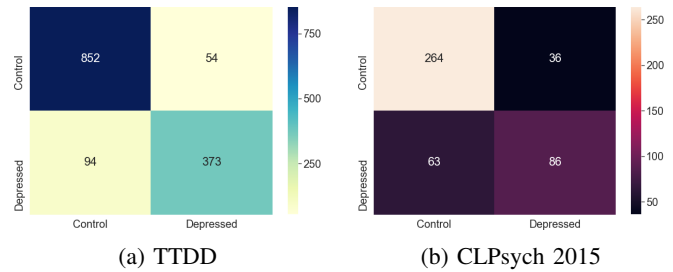 Control
852
54
Depressed
94
373
Control
Depressed
750
500
250
(a) TTDD
Control
264
36
Depressed
63
86
Control
Depressed
250
200
150
100
50
(b) CLPsych 2015